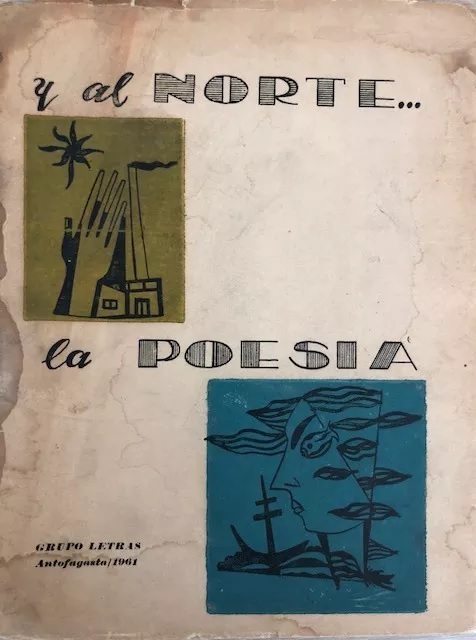 y al NORTE...
la POESIA
GRUPO LETRAS
Antofagasta/1961